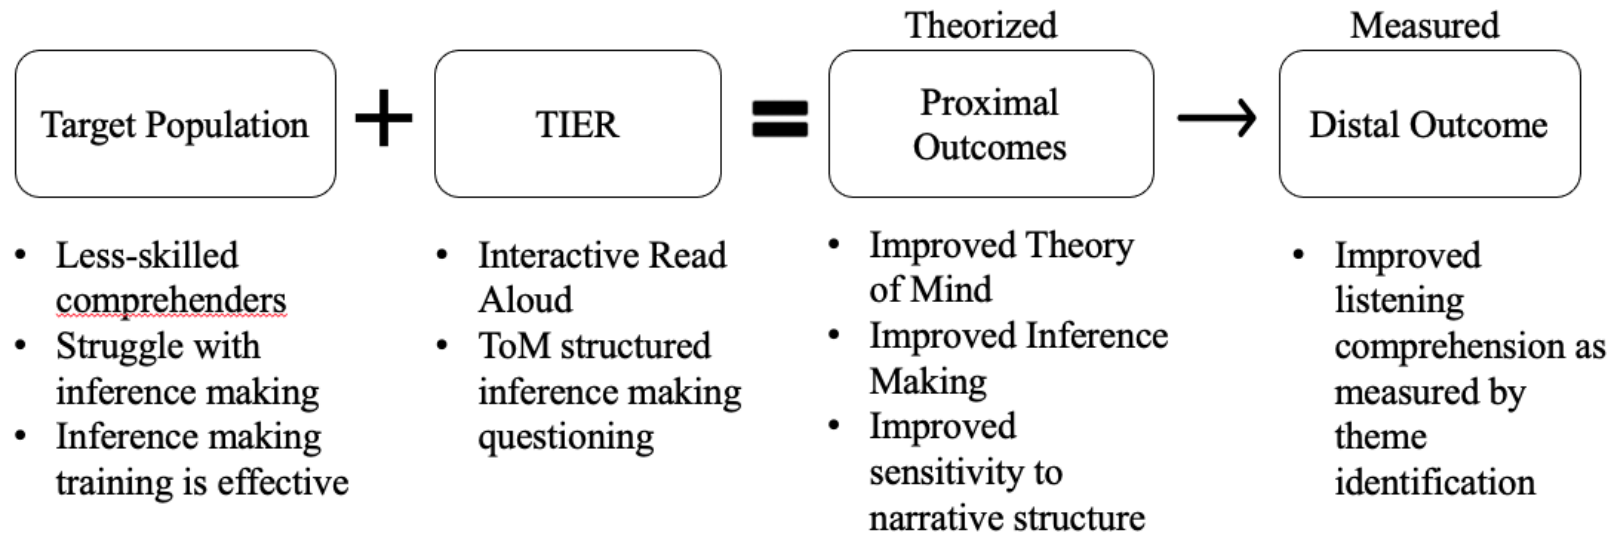 Theorized
Measured
Target Population
+
TIER
=
Proximal
Outcomes
→
Distal Outcome
• Less-skilled
comprehenders
• Struggle with
inference making
• Inference making
training is effective
• Interactive Read
Aloud
• ToM structured
inference making
questioning
• Improved Theory
of Mind
• Improved Inference
Making
• Improved
sensitivity to
narrative structure
• Improved
listening
comprehension as
measured by
theme
identification